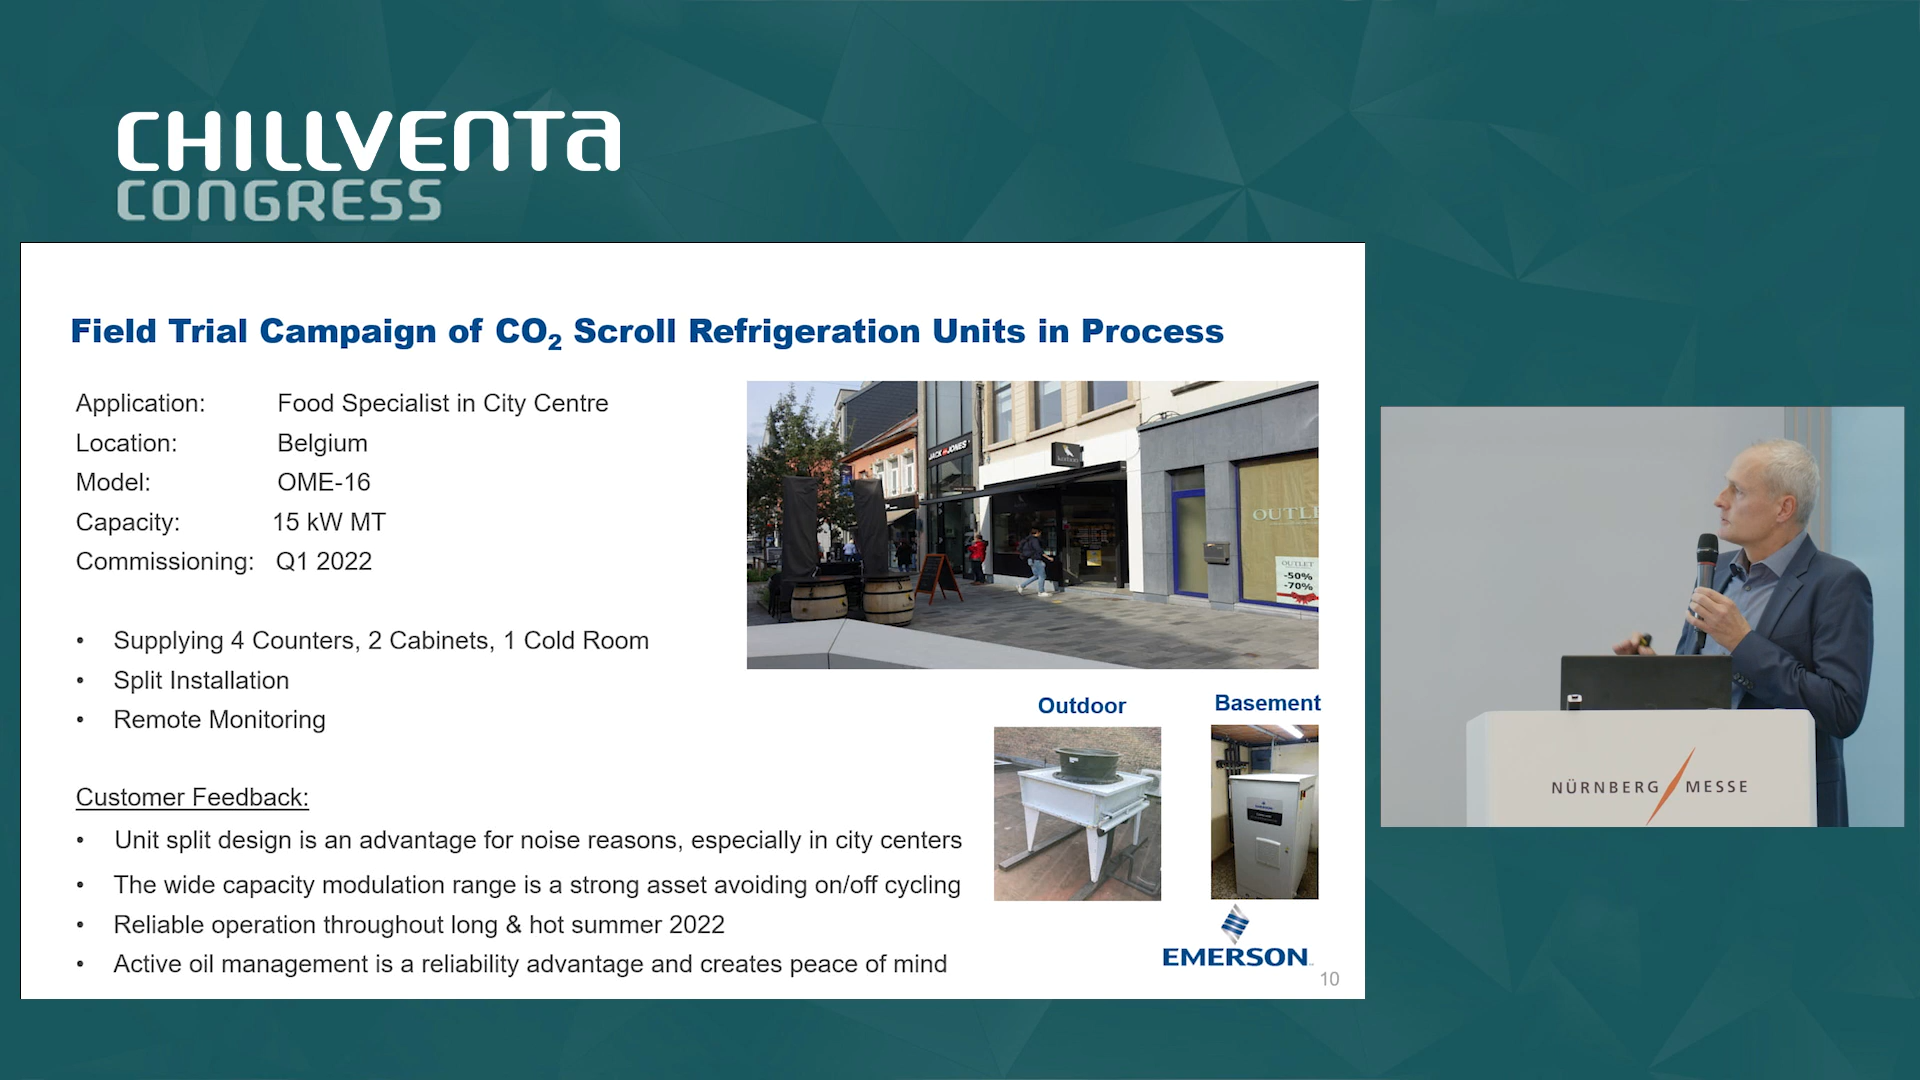 CHILLVENTA
CONGRESS
Field Trial Campaign of CO₂ Scroll Refrigeration Units in Process
Application: Food Specialist in City Centre
Location: Belgium
Model: OME-16
Capacity: 15 kW MT
Commissioning: Q1 2022
• Supplying 4 Counters, 2 Cabinets, 1 Cold Room
• Split Installation
• Remote Monitoring
Customer Feedback:
• Unit split design is an advantage for noise reasons, especially in city centers
• The wide capacity modulation range is a strong asset avoiding on/off cycling
• Reliable operation throughout long & hot summer 2022
• Active oil management is a reliability advantage and creates peace of mind
JACK JONES
OUTLE
OUTLET
-50%
-70%
Outdoor
Basement
EMERSON
10
NÜRNBERG MESSE